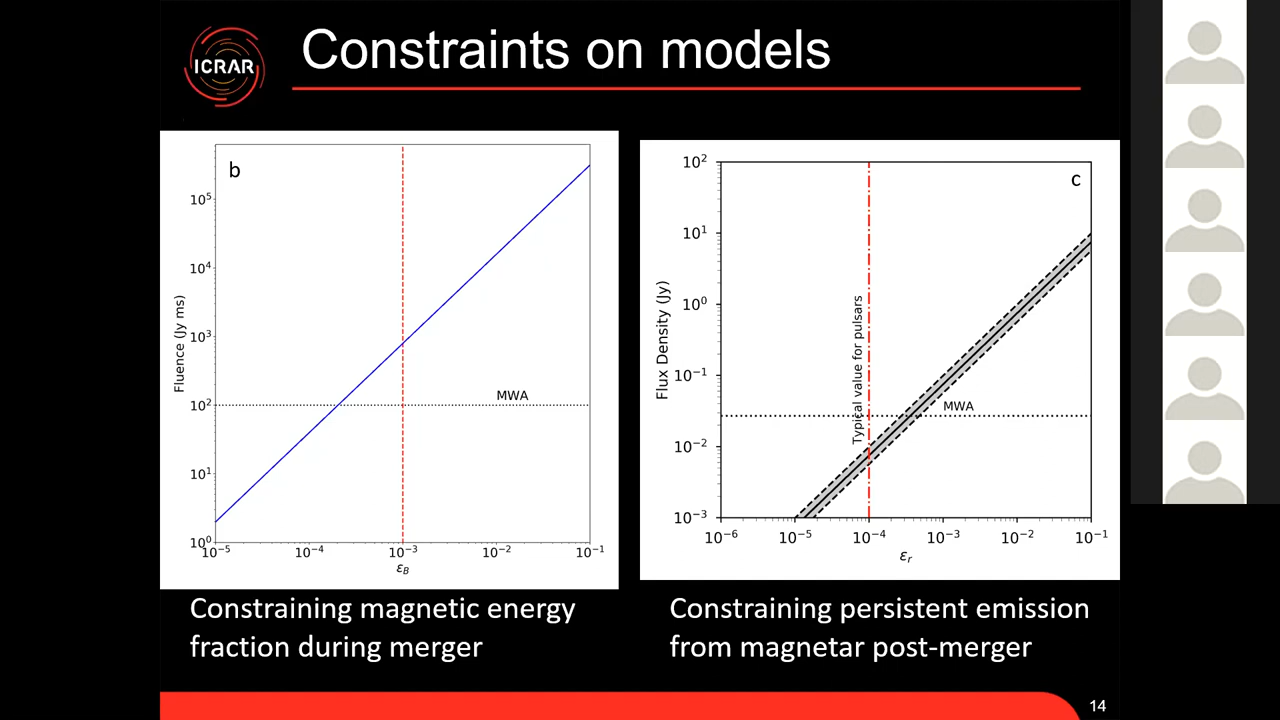 ICRAR
Constraints on models
b
10⁵
10⁴
10³
10²
10¹
10⁰
Fluence (Jy ms)
MWA
10⁻⁵ 10⁻⁴ 10⁻³ 10⁻² 10⁻¹
ε_B
c
10²
10¹
10⁰
10⁻¹
10⁻²
10⁻³
Flux Density (Jy)
Typical value for pulsars
MWA
10⁻⁶ 10⁻⁵ 10⁻⁴ 10⁻³ 10⁻² 10⁻¹
ε_r
Constraining magnetic energy
fraction during merger
Constraining persistent emission
from magnetar post-merger
14